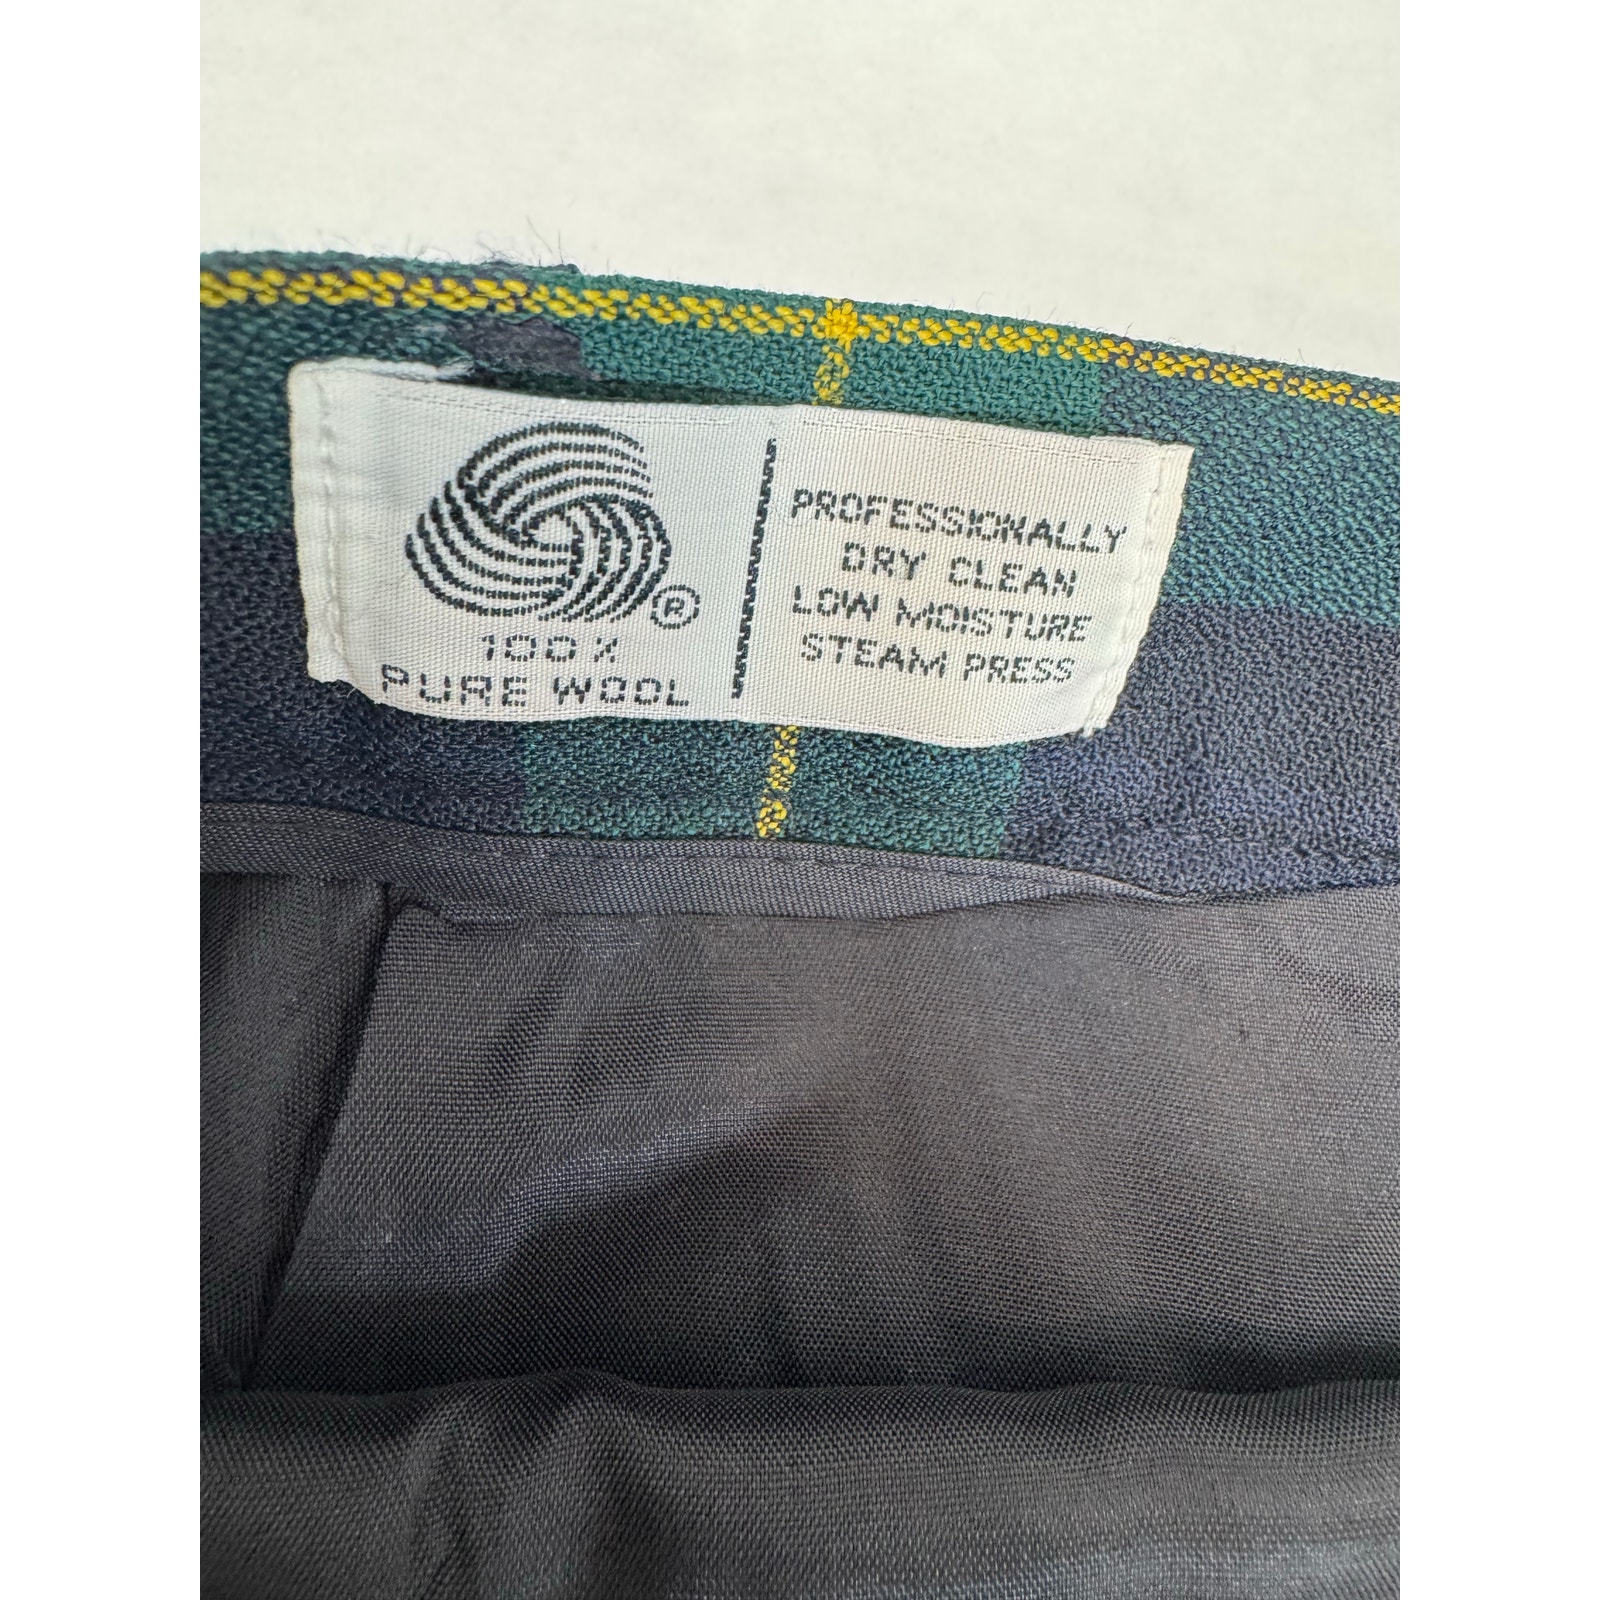 ®
100%
PURE WOOL
PROFESSIONALLY
DRY CLEAN
LOW MOISTURE
STEAM PRESS